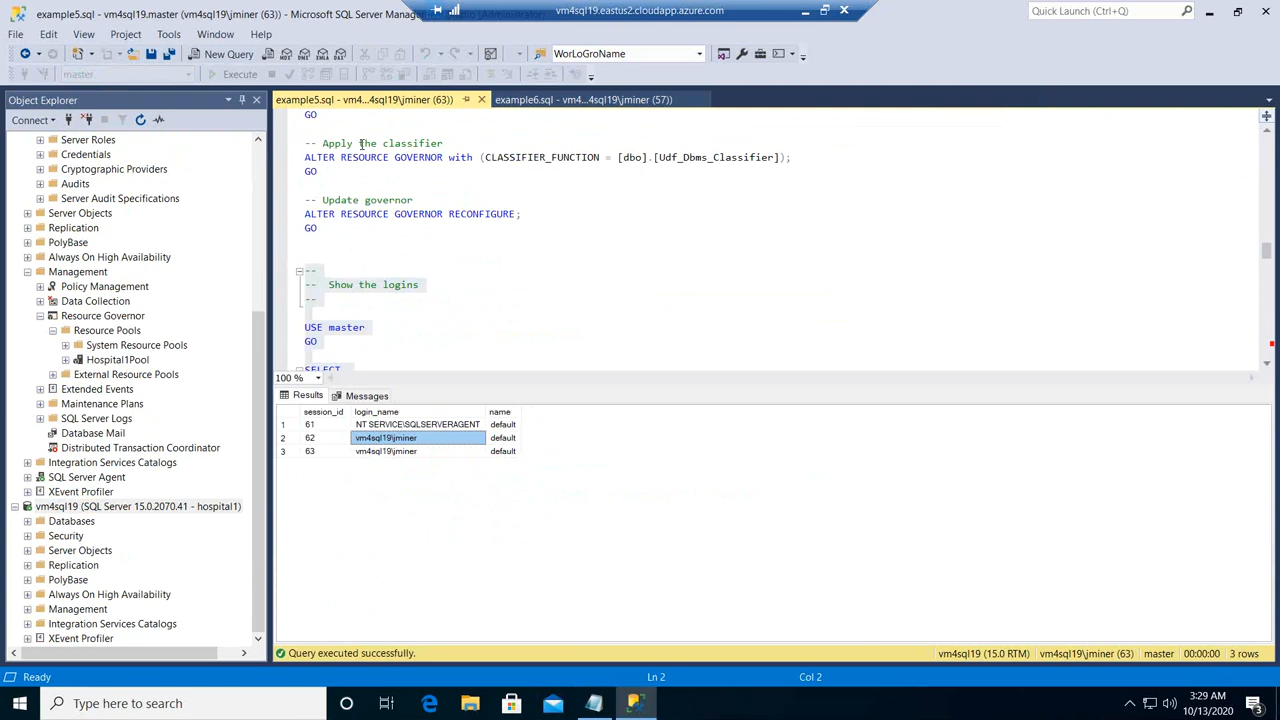 example5.sql - vm4sql19.master (vm4sql19\jminer (63)) - Microsoft SQL Server Management Studio (Administrator)
vm4sql19.eastus2.cloudapp.azure.com
Quick Launch (Ctrl+Q)
File Edit View Project Tools Window Help
New Query
MDX DMX XMLA DAX
WorLoGroName
master
Execute
Object Explorer
example5.sql - vm4...4sql19\jminer (63))
example6.sql - vm4...4sql19\jminer (57))
Connect
Server Roles
Credentials
Cryptographic Providers
Audits
Server Audit Specifications
Server Objects
Replication
PolyBase
Always On High Availability
Management
Policy Management
Data Collection
Resource Governor
Resource Pools
System Resource Pools
Hospital1Pool
External Resource Pools
Extended Events
Maintenance Plans
SQL Server Logs
Database Mail
Distributed Transaction Coordinator
Integration Services Catalogs
SQL Server Agent
XEvent Profiler
vm4sql19 (SQL Server 15.0.2070.41 - hospital1)
Databases
Security
Server Objects
Replication
PolyBase
Always On High Availability
Management
Integration Services Catalogs
XEvent Profiler
GO
-- Apply the classifier
ALTER RESOURCE GOVERNOR with (CLASSIFIER_FUNCTION = [dbo].[Udf_Dbms_Classifier]);
GO
-- Update governor
ALTER RESOURCE GOVERNOR RECONFIGURE;
GO
--
-- Show the logins
--
USE master
GO
SELECT
100 %
Results Messages
session_id login_name name
1 61 NT SERVICE\SQLSERVERAGENT default
2 62 vm4sql19\jminer default
3 63 vm4sql19\jminer default
Query executed successfully.
vm4sql19 (15.0 RTM) vm4sql19\jminer (63) master 00:00:00 3 rows
Ready Ln 2 Col 2
Type here to search
3:29 AM
10/13/2020
3